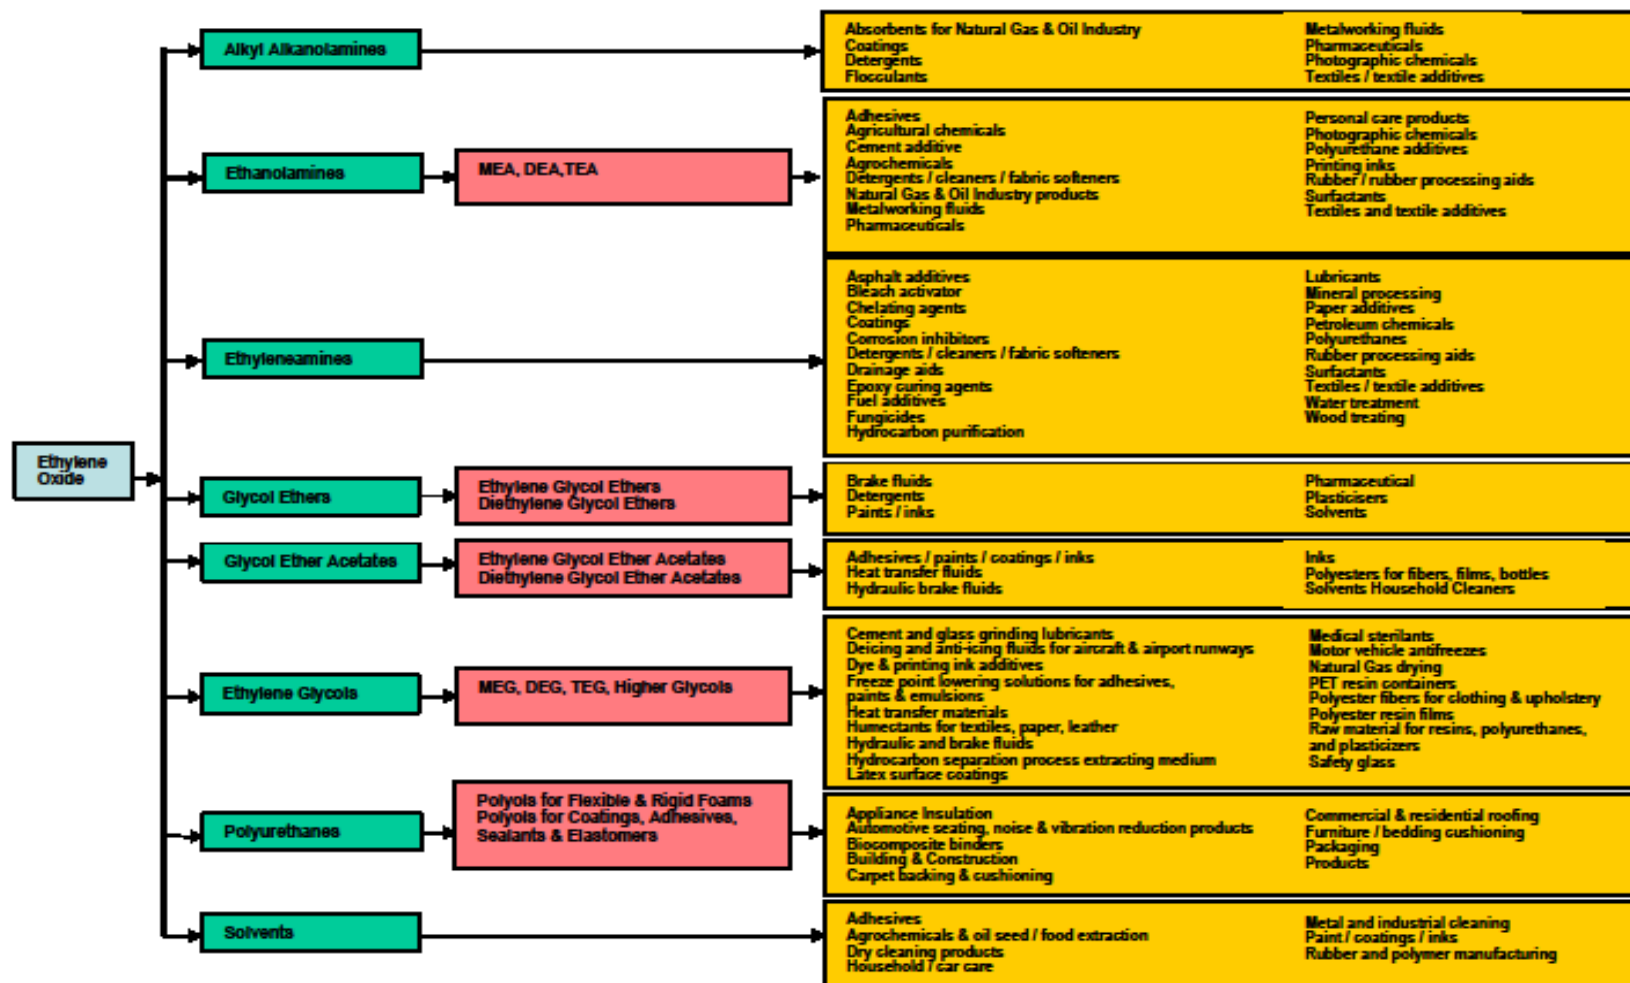 Ethylene
Oxide
Alkyl Alkanolamines
Absorbents for Natural Gas & Oil Industry
Coatings
Detergents
Flocculants
Metalworking fluids
Pharmaceuticals
Photographic chemicals
Textiles / textile additives
Ethanolamines
MEA, DEA,TEA
Adhesives
Agricultural chemicals
Cement additive
Agrochemicals
Detergents / cleaners / fabric softeners
Natural Gas & Oil Industry products
Metalworking fluids
Pharmaceuticals
Personal care products
Photographic chemicals
Polyurethane additives
Printing inks
Rubber / rubber processing aids
Surfactants
Textiles and textile additives
Ethyleneamines
Asphalt additives
Bleach activator
Chelating agents
Coatings
Corrosion inhibitors
Detergents / cleaners / fabric softeners
Drainage aids
Epoxy curing agents
Fuel additives
Fungicides
Hydrocarbon purification
Lubricants
Mineral processing
Paper additives
Petroleum chemicals
Polyurethanes
Rubber processing aids
Surfactants
Textiles / textile additives
Water treatment
Wood treating
Glycol Ethers
Ethylene Glycol Ethers
Diethylene Glycol Ethers
Brake fluids
Detergents
Paints / inks
Pharmaceutical
Plasticisers
Solvents
Glycol Ether Acetates
Ethylene Glycol Ether Acetates
Diethylene Glycol Ether Acetates
Adhesives / paints / coatings / inks
Heat transfer fluids
Hydraulic brake fluids
Inks
Polyesters for fibers, films, bottles
Solvents Household Cleaners
Ethylene Glycols
MEG, DEG, TEG, Higher Glycols
Cement and glass grinding lubricants
Deicing and anti-icing fluids for aircraft & airport runways
Dye & printing ink additives
Freeze point lowering solutions for adhesives,
paints & emulsions
Heat transfer materials
Humectants for textiles, paper, leather
Hydraulic and brake fluids
Hydrocarbon separation process extracting medium
Latex surface coatings
Medical sterilants
Motor vehicle antifreezes
Natural Gas drying
PET resin containers
Polyester fibers for clothing & upholstery
Polyester resin films
Raw material for resins, polyurethanes,
and plasticizers
Safety glass
Polyurethanes
Polyols for Flexible & Rigid Foams
Polyols for Coatings, Adhesives,
Sealants & Elastomers
Appliance Insulation
Automotive seating, noise & vibration reduction products
Biocomposite binders
Building & Construction
Carpet backing & cushioning
Commercial & residential roofing
Furniture / bedding cushioning
Packaging
Products
Solvents
Adhesives
Agrochemicals & oil seed / food extraction
Dry cleaning products
Household / car care
Metal and industrial cleaning
Paint / coatings / inks
Rubber and polymer manufacturing